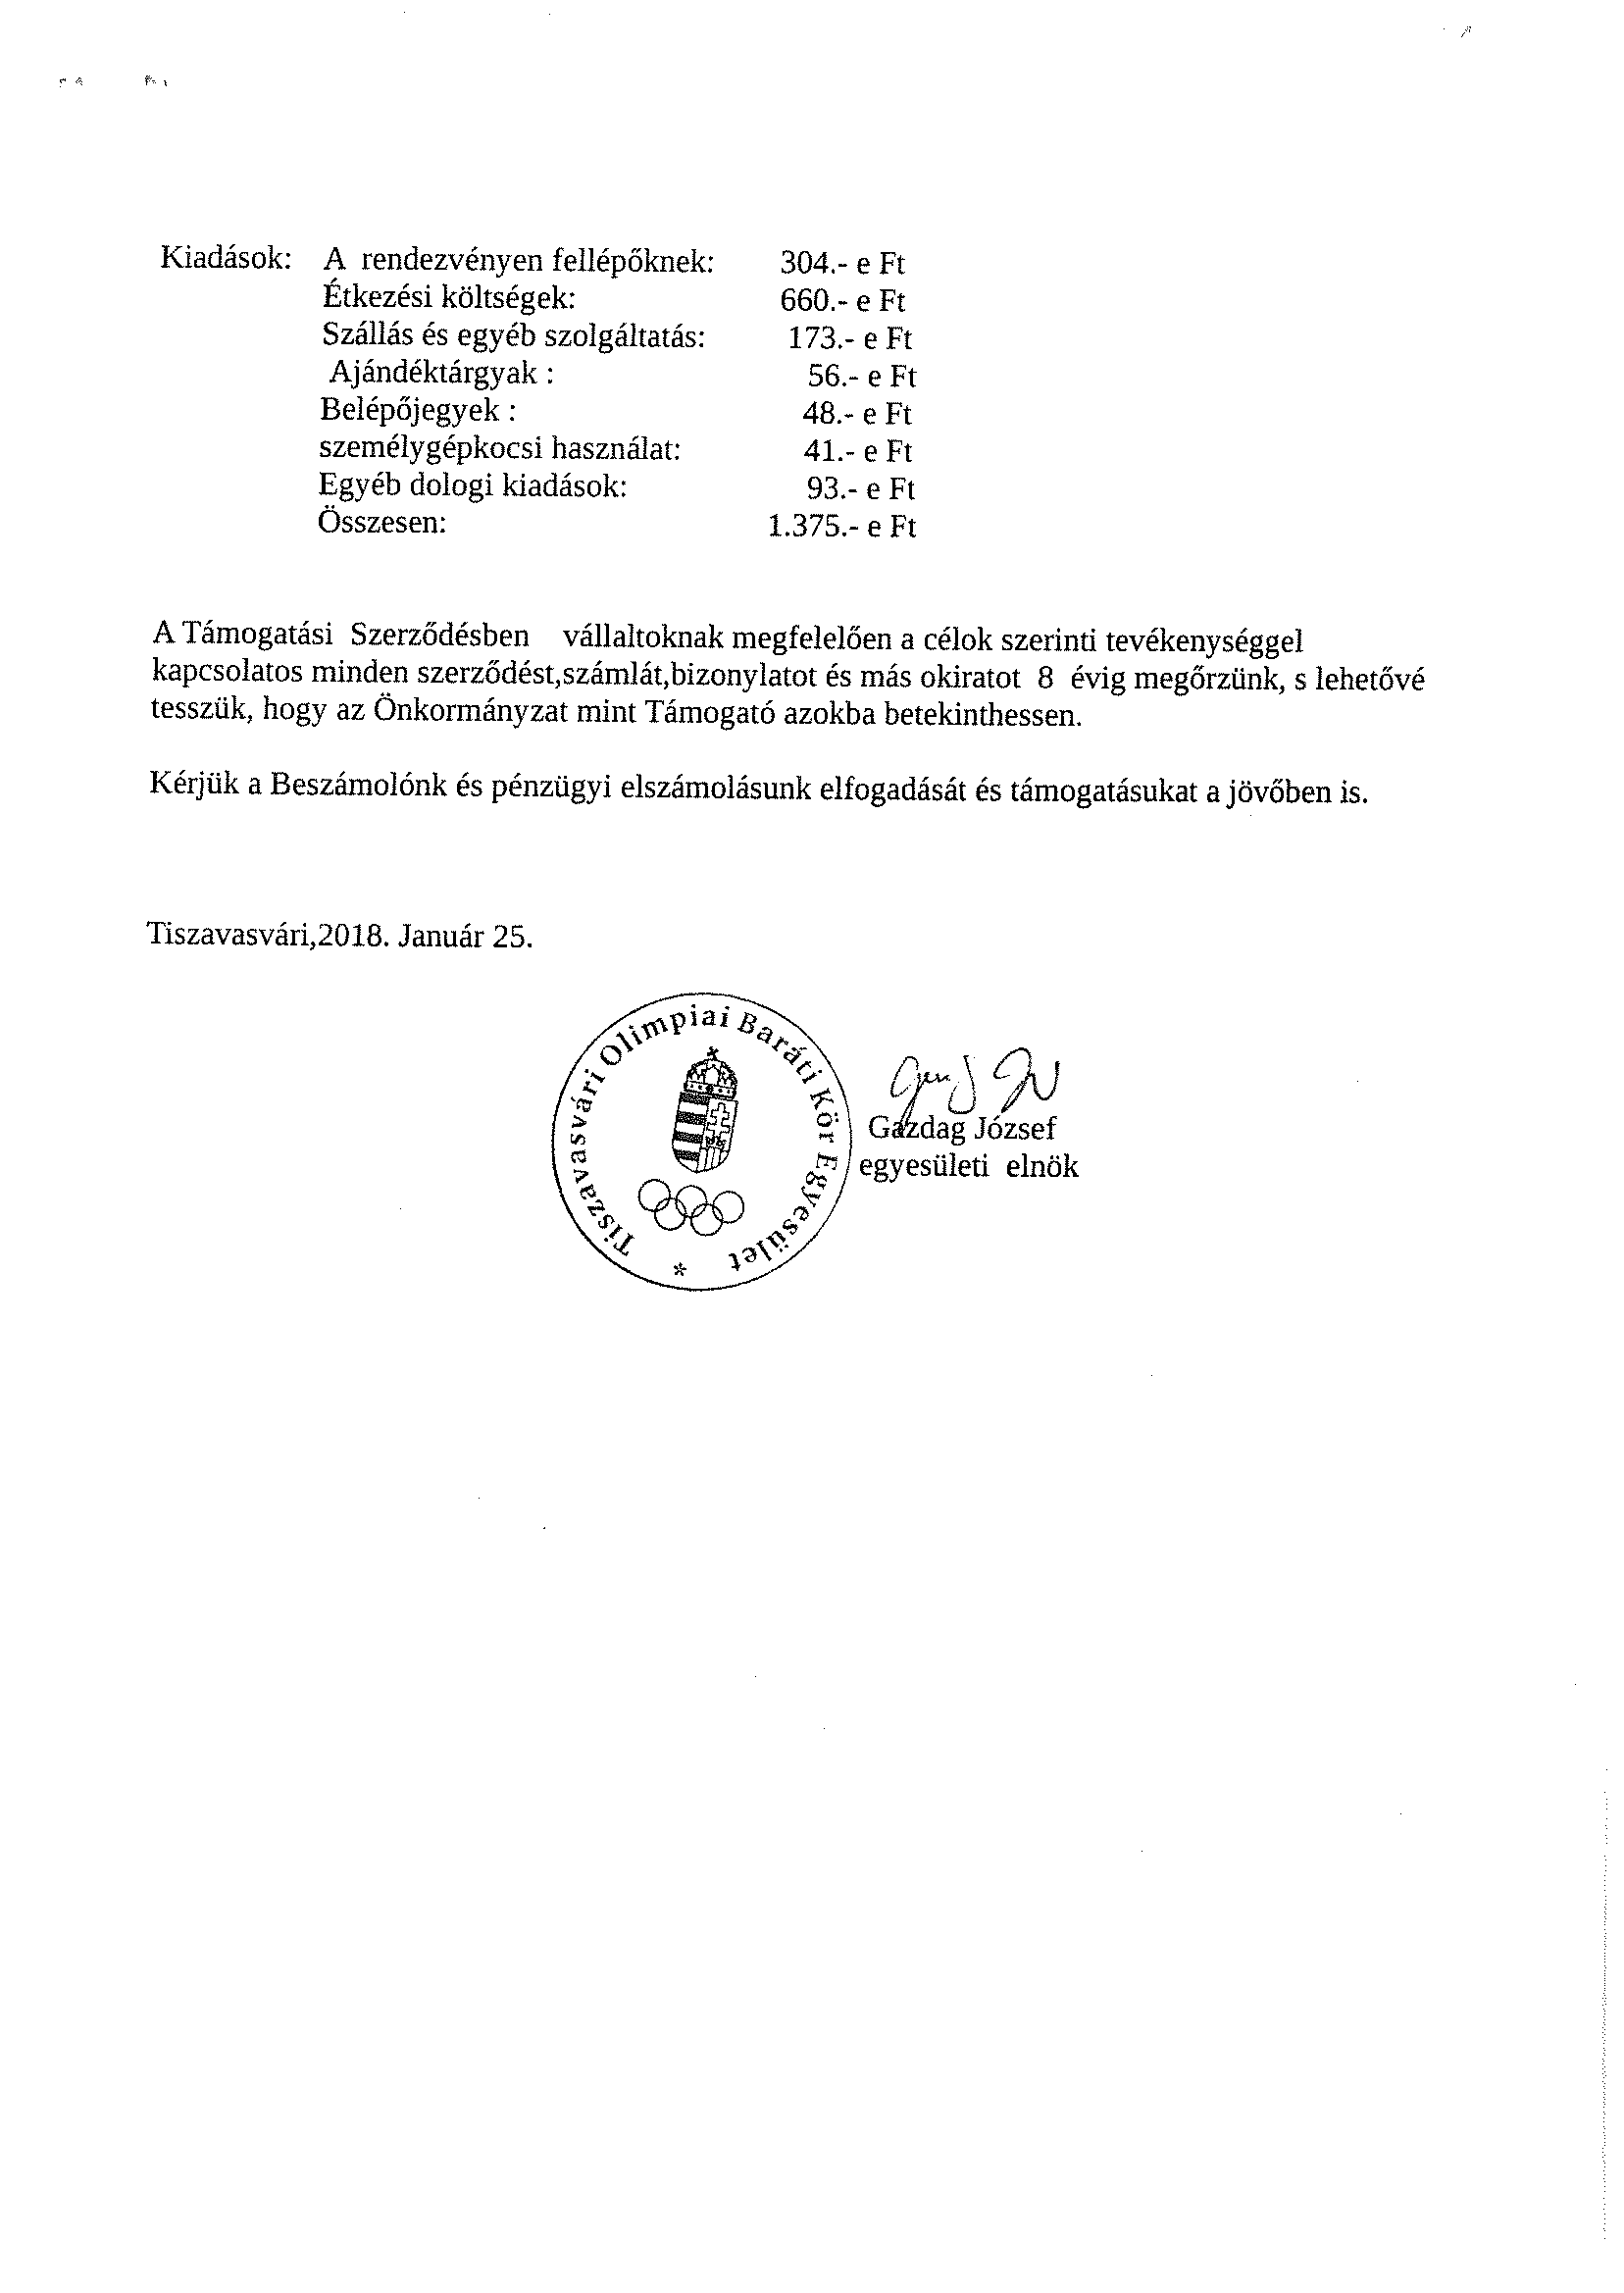 Kiadások: A rendezvényen fellépőknek: 304.- e Ft
Étkezési költségek: 660.- e Ft
Szállás és egyéb szolgáltatás: 173.- e Ft
Ajándéktárgyak : 56.- e Ft
Belépőjegyek : 48.- e Ft
személygépkocsi használat: 41.- e Ft
Egyéb dologi kiadások: 93.- e Ft
Összesen: 1.375.- e Ft
A Támogatási Szerződésben vállaltoknak megfelelően a célok szerinti tevékenységgel
kapcsolatos minden szerződést,számlát,bizonylatot és más okiratot 8 évig megőrzünk, s lehetővé
tesszük, hogy az Önkormányzat mint Támogató azokba betekinthessen.
Kérjük a Beszámolónk és pénzügyi elszámolásunk elfogadását és támogatásukat a jövőben is.
Tiszavasvári,2018. Január 25.
Tiszavasvári Olimpiai Baráti Kör Egyesület *
Gazdag József
egyesületi elnök